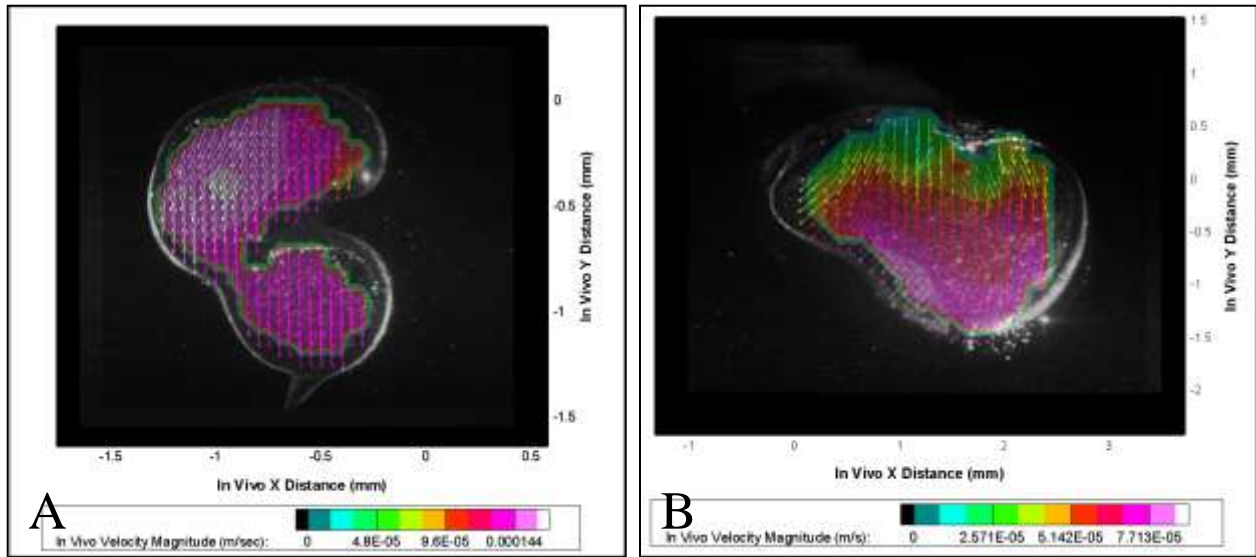 0
-0.5
-1
-1.5
In Vivo Y Distance (mm)
-1.5 -1 -0.5 0 0.5
In Vivo X Distance (mm)
A
In Vivo Velocity Magnitude (m/sec): 0 4.8E-05 9.6E-05 0.000144
1.5
1
0.5
0
-0.5
-1
-1.5
-2
In Vivo Y Distance (mm)
-1 0 1 2 3
In Vivo X Distance (mm)
B
In Vivo Velocity Magnitude (m/s): 0 2.571E-05 5.142E-05 7.713E-05